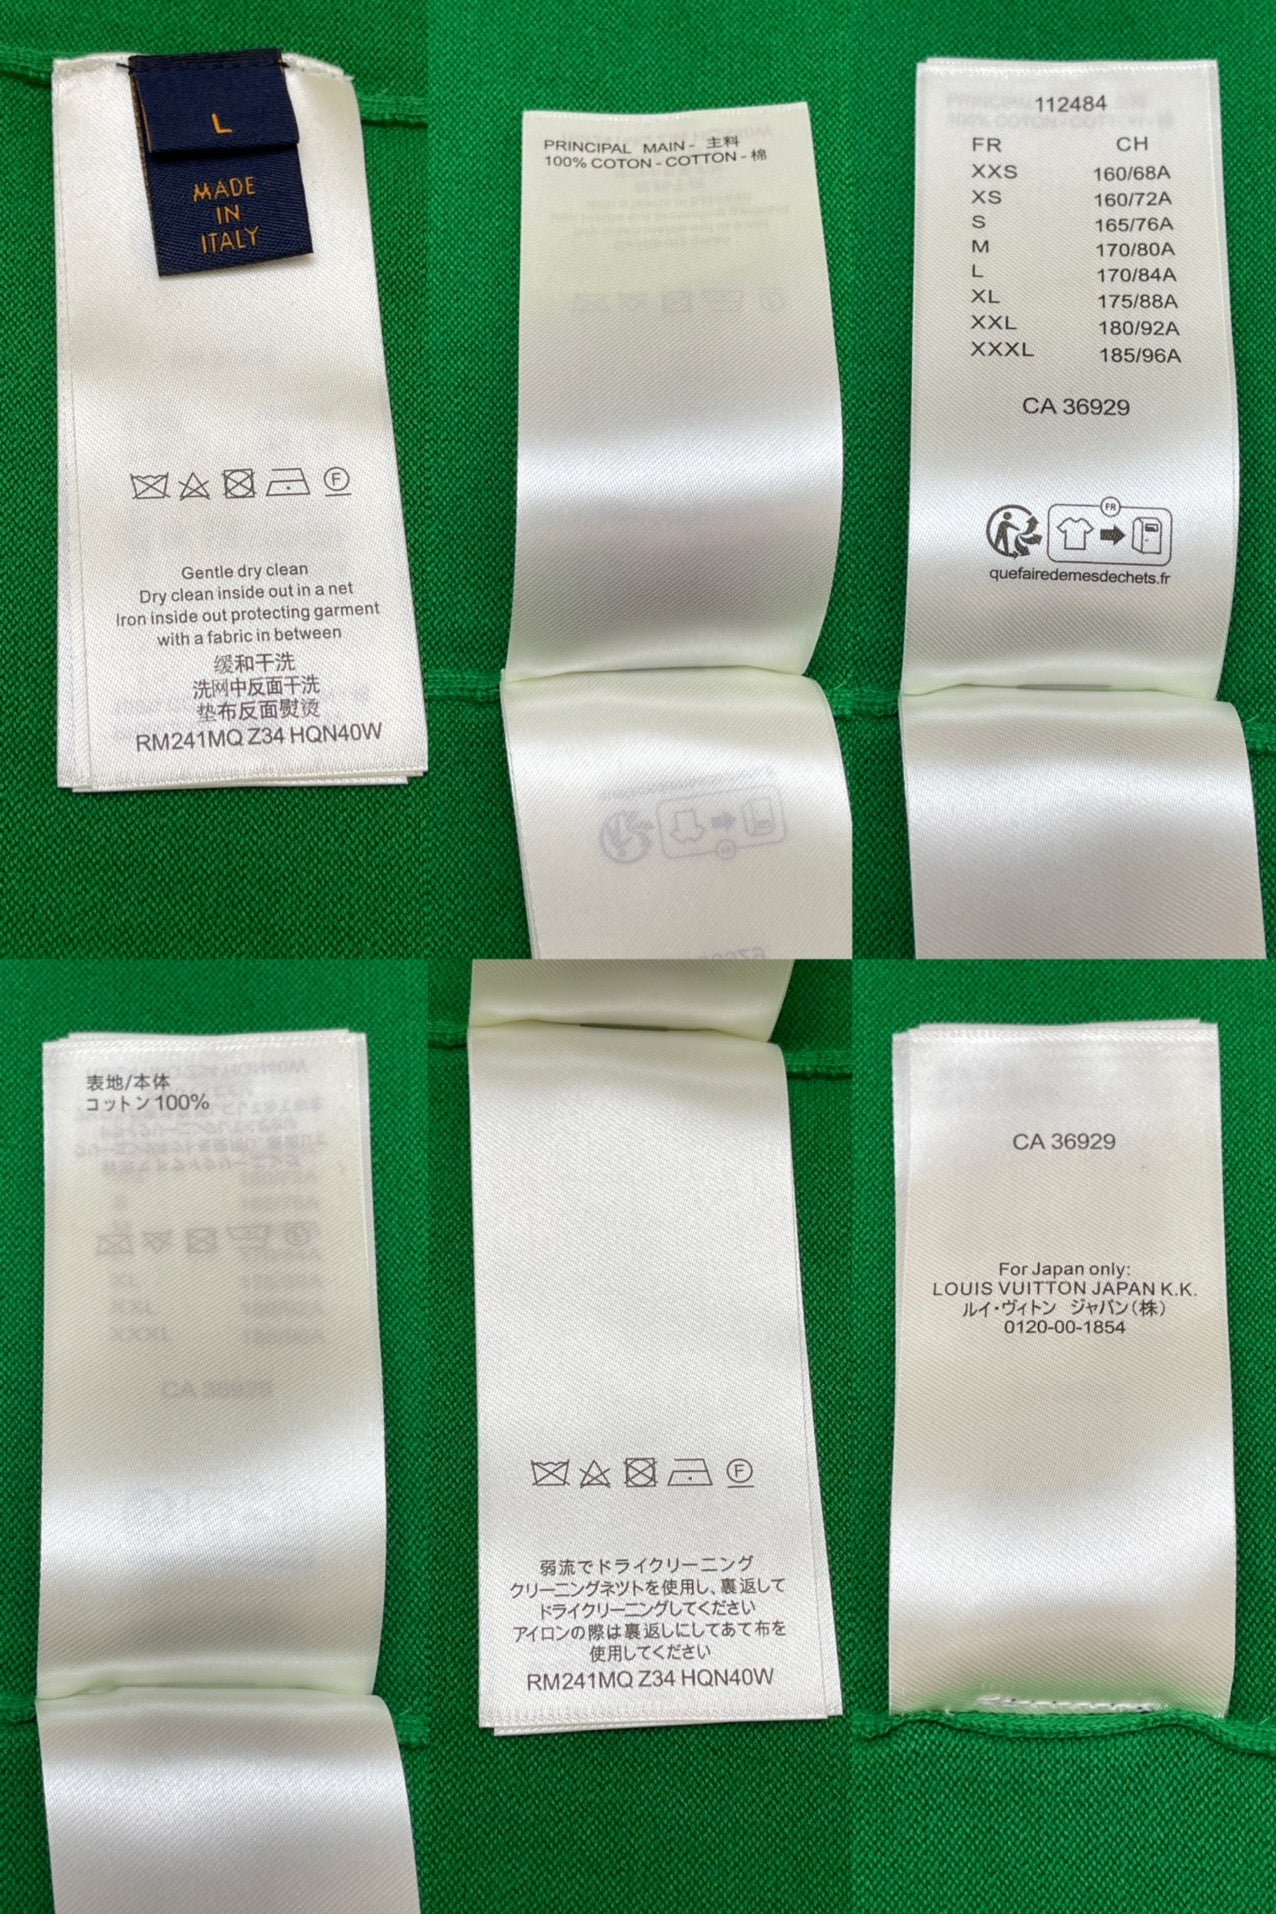 L
MADE
IN
ITALY
F
Gentle dry clean
Dry clean inside out in a net
Iron inside out protecting garment
with a fabric in between
缓和干洗
洗网中反面干洗
垫布反面熨烫
RM241MQ Z34 HQN40W
PRINCIPAL MAIN - 主料
100% COTON - COTTON - 棉
112484
FR CH
XXS 160/68A
XS 160/72A
S 165/76A
M 170/80A
L 170/84A
XL 175/88A
XXL 180/92A
XXXL 185/96A
CA 36929
FR
quefairedemesdechets.fr
表地/本体
コットン100%
F
弱流でドライクリーニング
クリーニングネツトを使用し、裏返して
ドライクリーニングしてください
アイロンの際は裏返しにしてあて布を
使用してください
RM241MQ Z34 HQN40W
CA 36929
For Japan only:
LOUIS VUITTON JAPAN K.K.
ルイ・ヴィトン ジャパン(株)
0120-00-1854